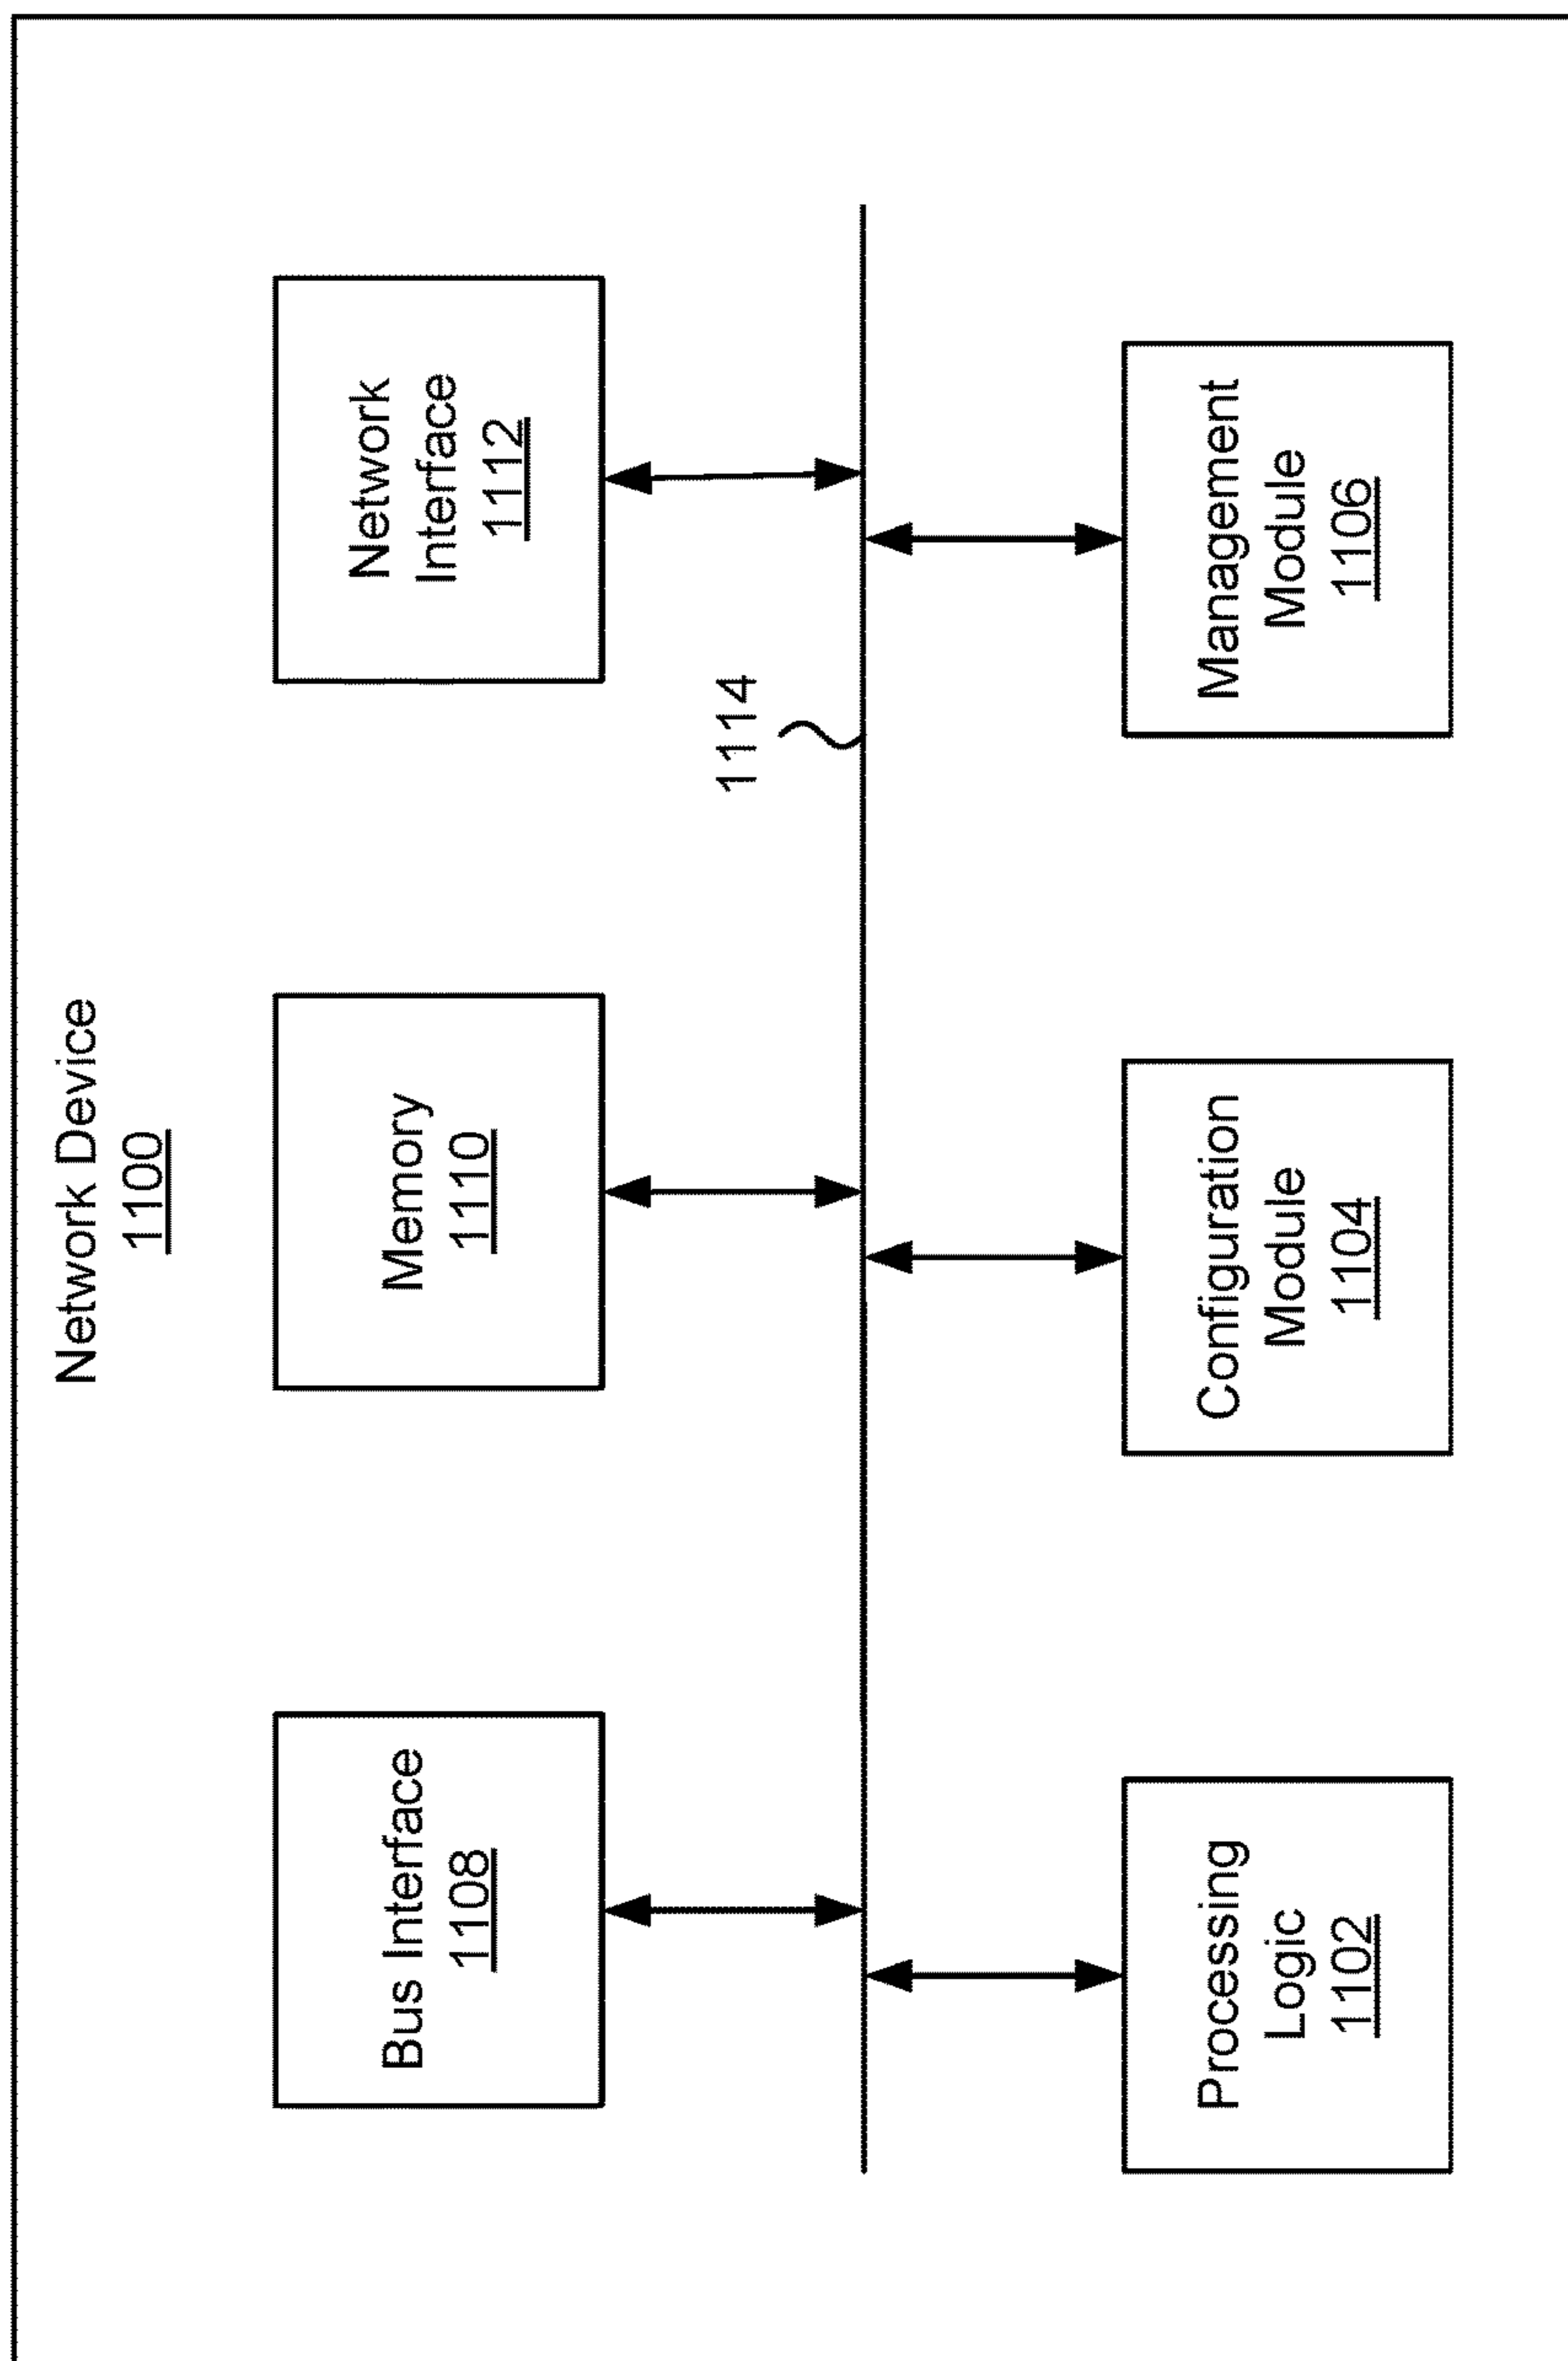 Network Device
1100
Bus Interface
1108
Memory
1110
Network
Interface
1112
1114
Processing
Logic
1102
Configuration
Module
1104
Management
Module
1106